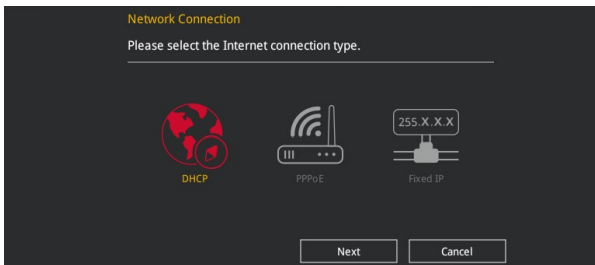 Network Connection
Please select the Internet connection type.
255.X.X.X
DHCP
PPPoE
Fixed IP
Next
Cancel